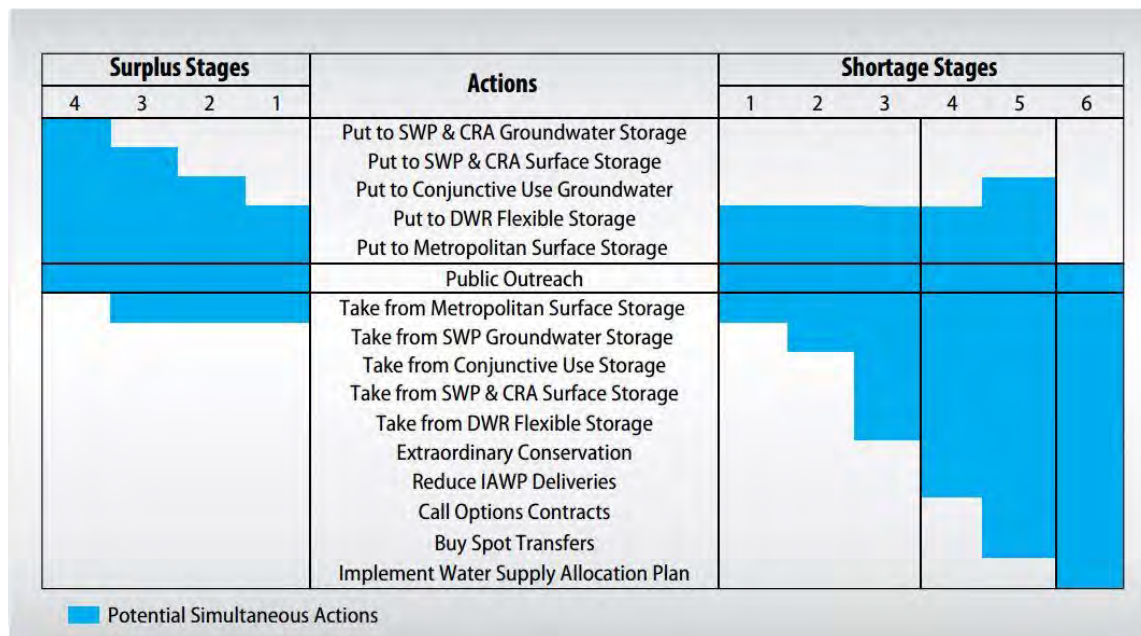 Surplus Stages
Actions
Shortage Stages
4 3 2 1
1 2 3 4 5 6
Put to SWP & CRA Groundwater Storage
Put to SWP & CRA Surface Storage
Put to Conjunctive Use Groundwater
Put to DWR Flexible Storage
Put to Metropolitan Surface Storage
Public Outreach
Take from Metropolitan Surface Storage
Take from SWP Groundwater Storage
Take from Conjunctive Use Storage
Take from SWP & CRA Surface Storage
Take from DWR Flexible Storage
Extraordinary Conservation
Reduce IAWP Deliveries
Call Options Contracts
Buy Spot Transfers
Implement Water Supply Allocation Plan
Potential Simultaneous Actions